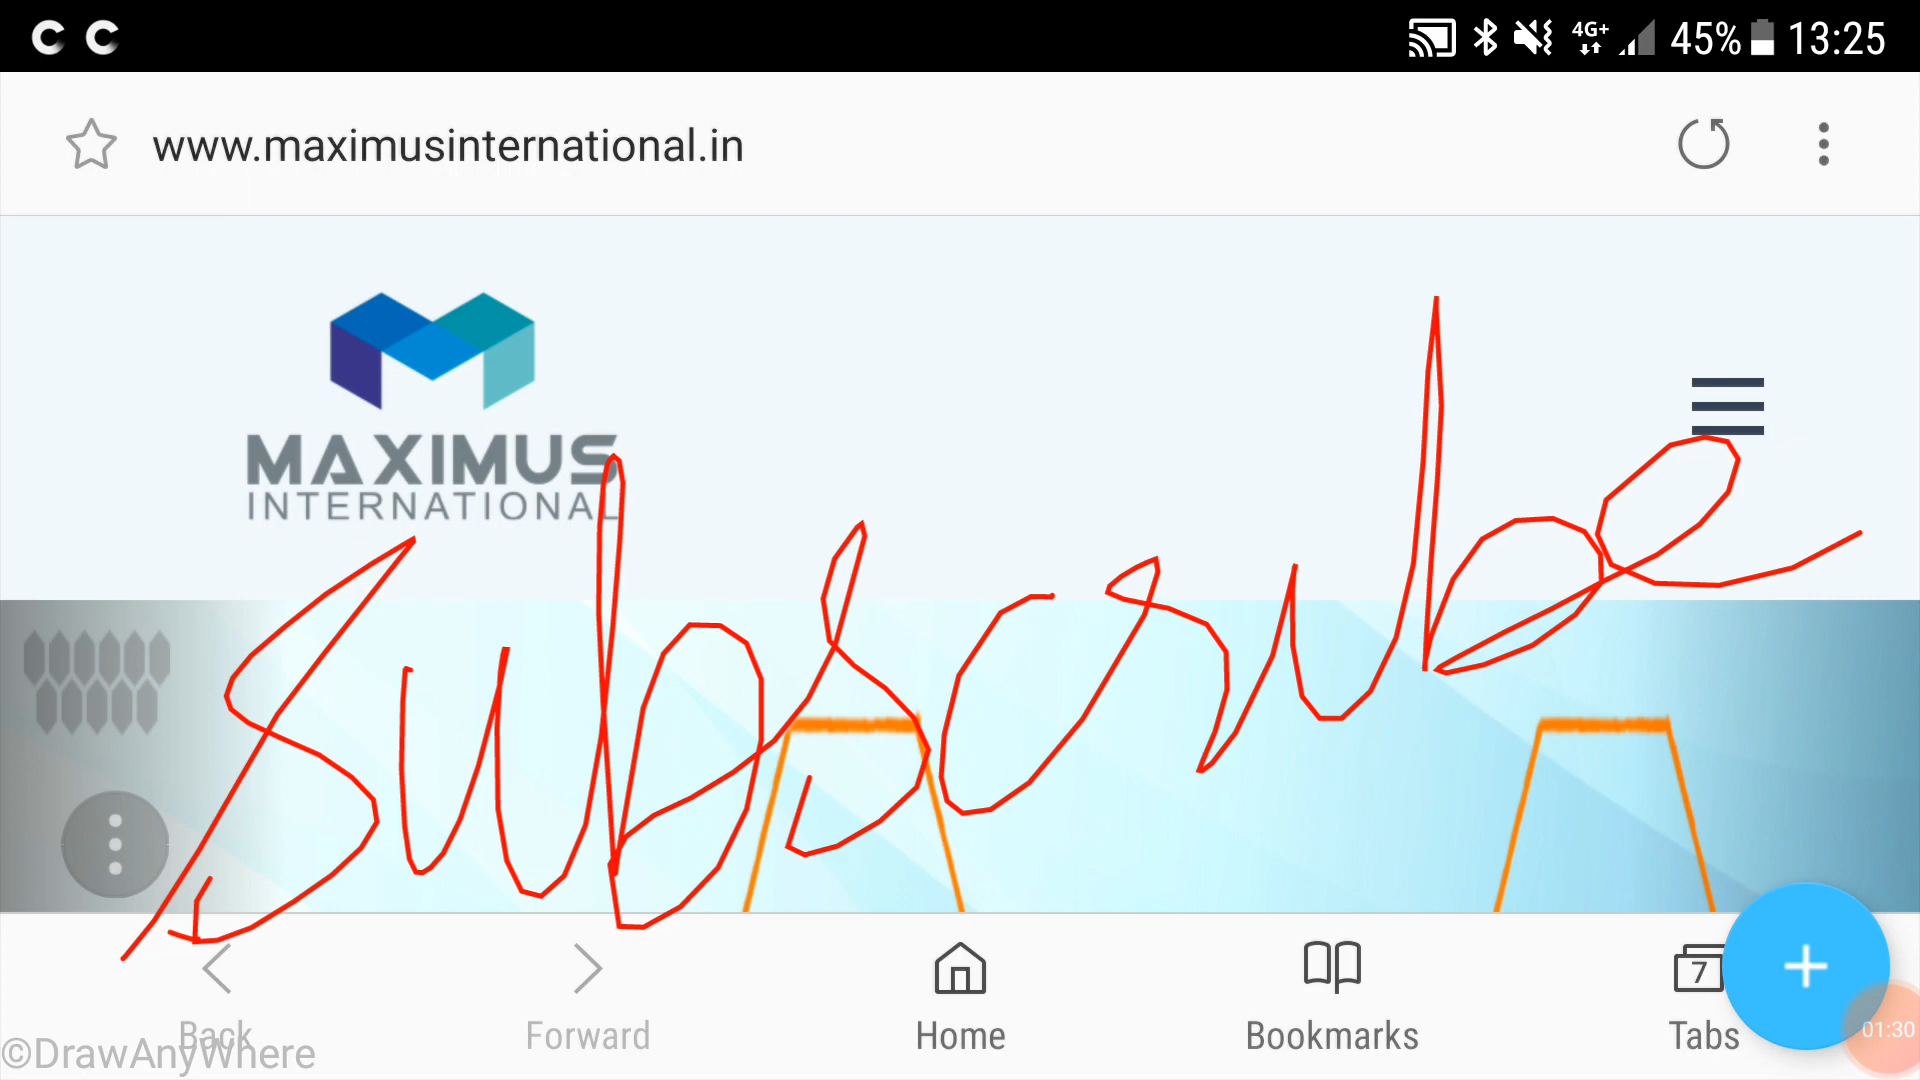 C C 4G+ 45% 13:25
www.maximusinternational.in
MAXIMUS
INTERNATIONAL
Subscribe
Back Forward Home Bookmarks 7 Tabs
01:30
©DrawAnyWhere